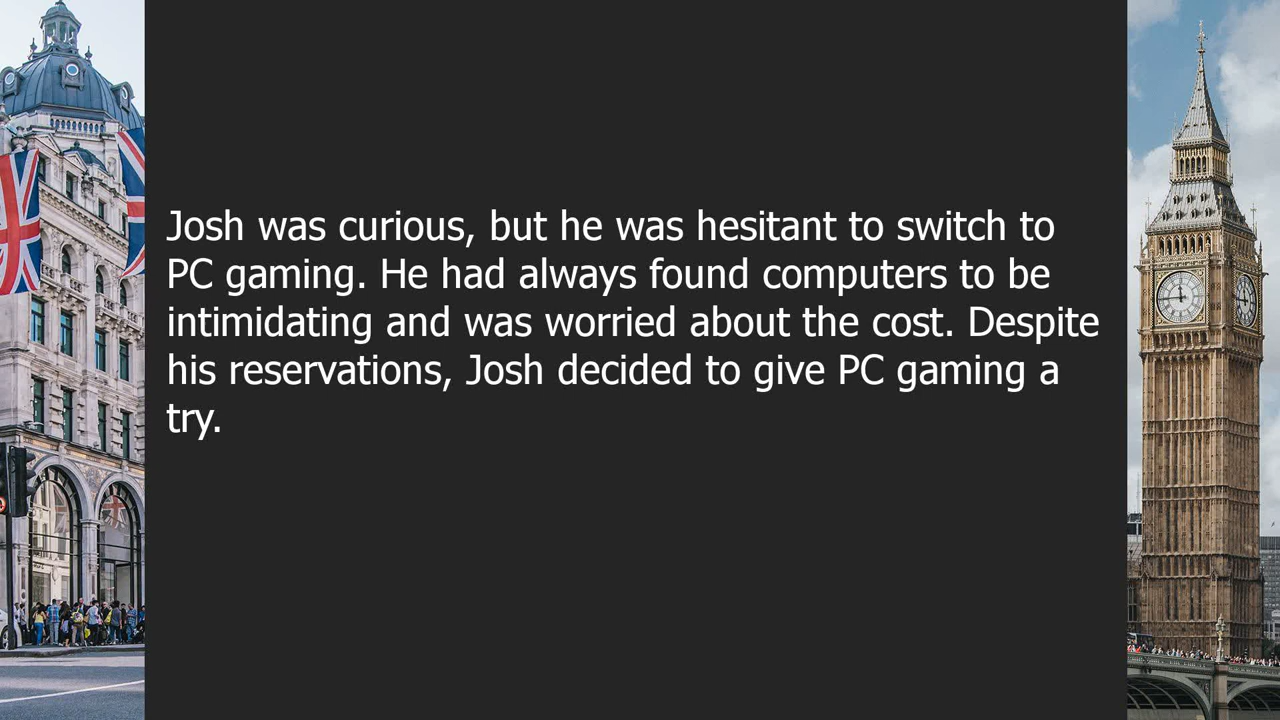 Josh was curious, but he was hesitant to switch to
PC gaming. He had always found computers to be
intimidating and was worried about the cost. Despite
his reservations, Josh decided to give PC gaming a
try.